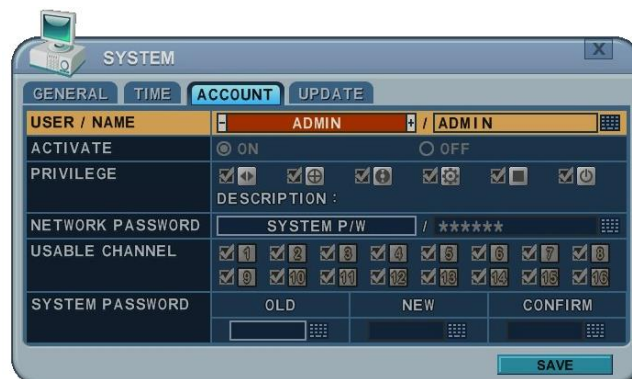 SYSTEM X
GENERAL TIME ACCOUNT UPDATE
USER / NAME - ADMIN + / ADMIN
ACTIVATE ON OFF
PRIVILEGE
DESCRIPTION :
NETWORK PASSWORD SYSTEM P/W / ******
USABLE CHANNEL 1 2 3 4 5 6 7 8
9 10 11 12 13 14 15 16
SYSTEM PASSWORD OLD NEW CONFIRM
SAVE